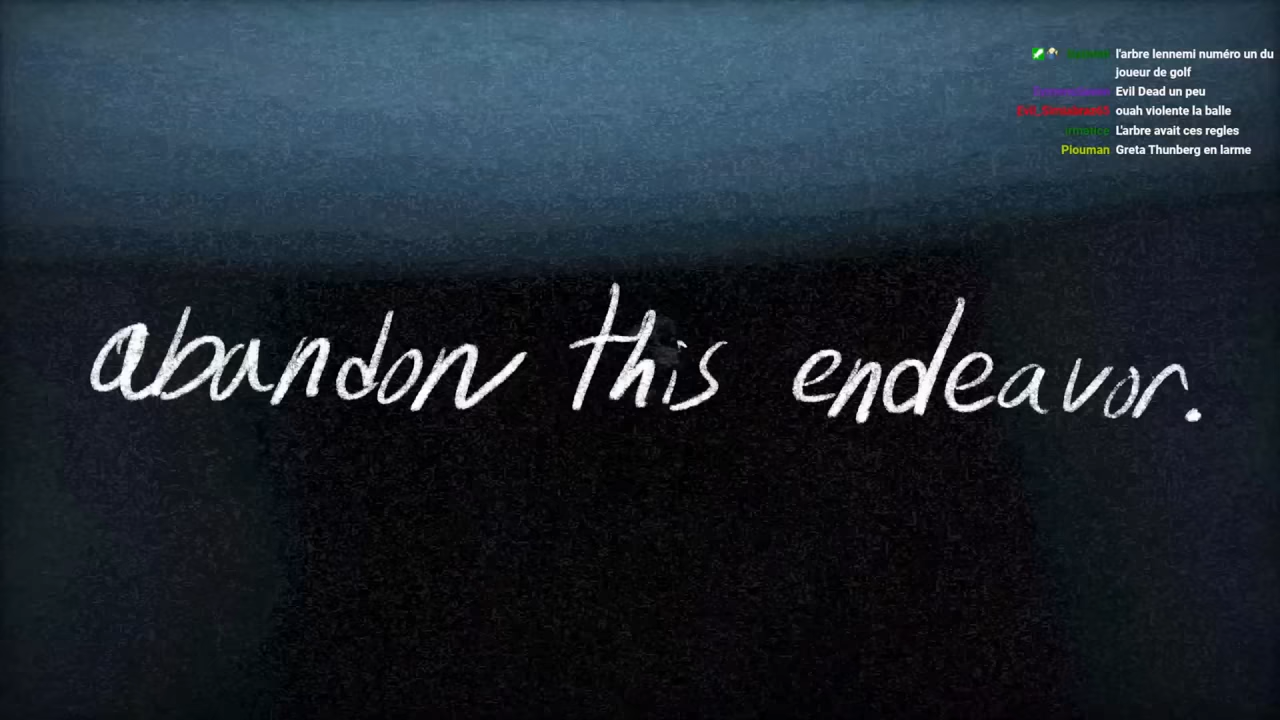 l'arbre lennemi numéro un du
joueur de golf
Evil Dead un peu
ouah violente la balle
irmatice L'arbre avait ces regles
Plouman Greta Thunberg en larme
abandon this endeavor.